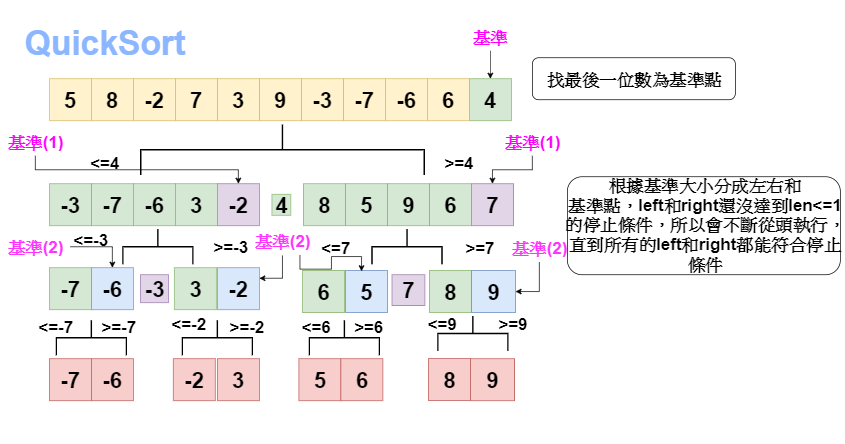 QuickSort
基準
找最後一位數為基準點
5 8 -2 7 3 9 -3 -7 -6 6 4
基準(1)
基準(1)
<=4
>=4
-3 -7 -6 3 -2
4
8 5 9 6 7
根據基準大小分成左右和
基準點，left和right還沒達到len<=1
的停止條件，所以會不斷從頭執行，
直到所有的left和right都能符合停止
條件
基準(2)
<=-3
>=-3
基準(2)
<=7
>=7
基準(2)
-7 -6
-3
3 -2
6 5
7
8 9
<=-7
>=-7
<=-2
>=-2
<=6
>=6
<=9
>=9
-7 -6
-2 3
5 6
8 9